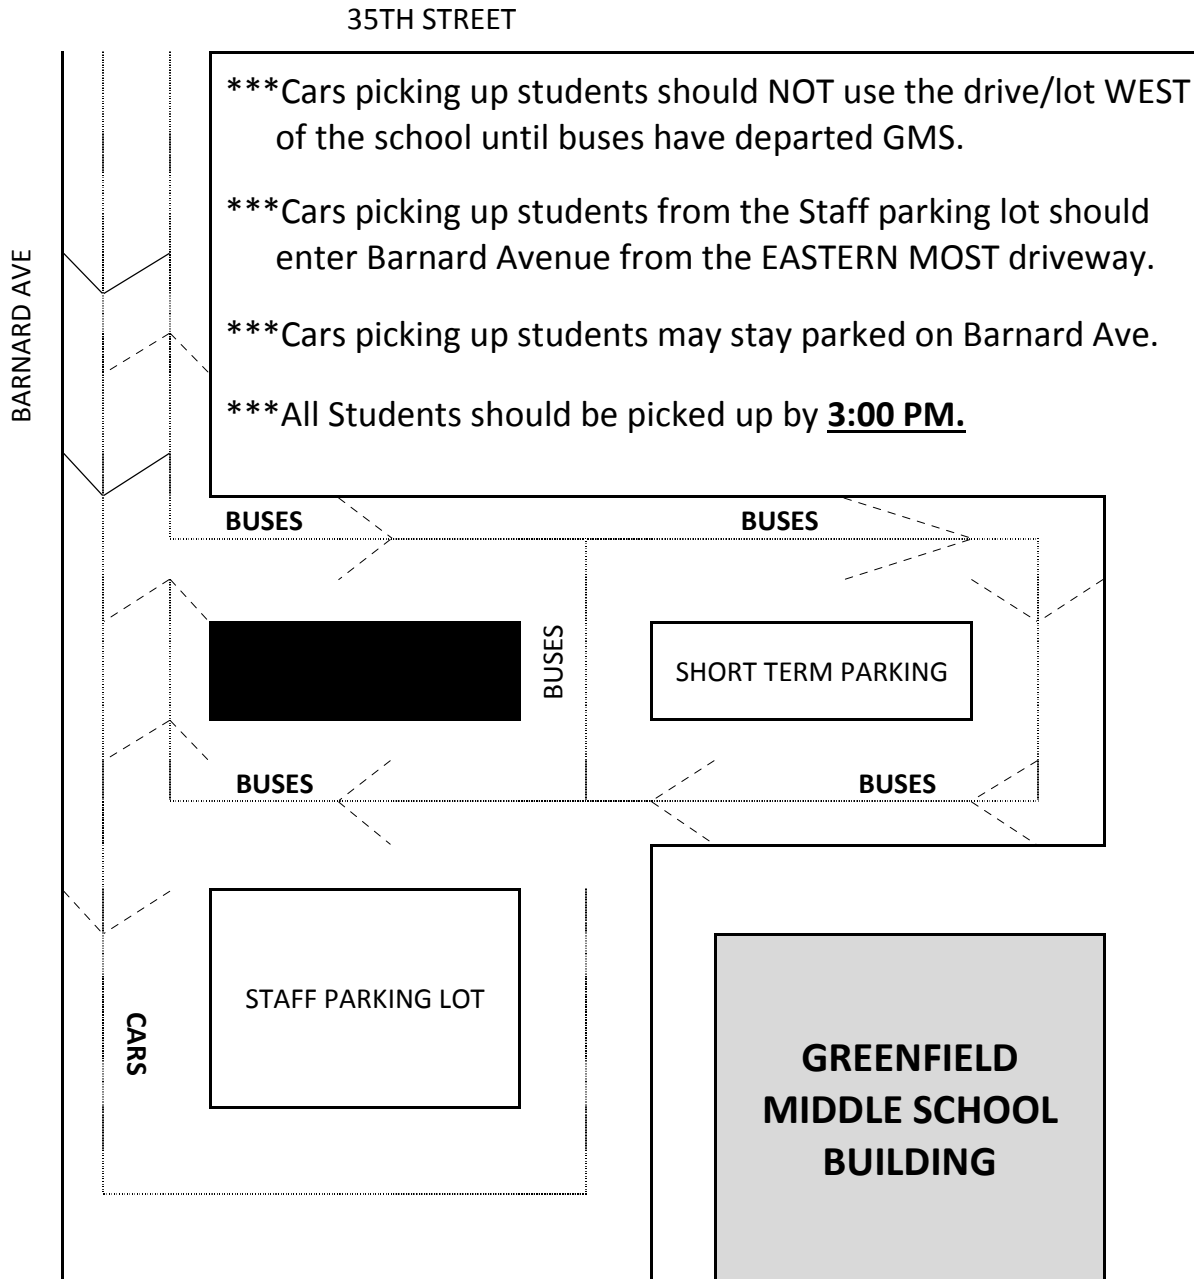 35TH STREET
***Cars picking up students should NOT use the drive/lot WEST
of the school until buses have departed GMS.
***Cars picking up students from the Staff parking lot should
enter Barnard Avenue from the EASTERN MOST driveway.
***Cars picking up students may stay parked on Barnard Ave.
***All Students should be picked up by 3:00 PM.
BARNARD AVE
BUSES
BUSES
BUSES
SHORT TERM PARKING
BUSES
BUSES
STAFF PARKING LOT
CARS
GREENFIELD
MIDDLE SCHOOL
BUILDING